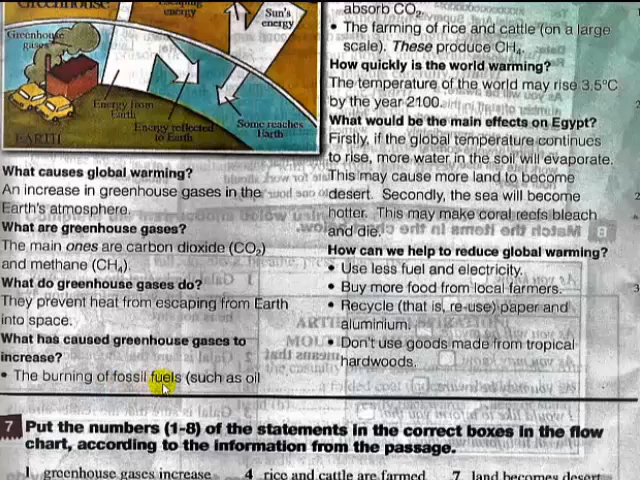 Greenhouse
escaping
energy
Sun's
energy
Greenhouse
gases
Energy from
Earth
Energy reflected
to Earth
Some reaches
Earth
EARTH
What causes global warming?
An increase in greenhouse gases in the
Earth's atmosphere.
What are greenhouse gases?
The main ones are carbon dioxide (CO2)
and methane (CH4).
What do greenhouse gases do?
They prevent heat from escaping from Earth
into space.
What has caused greenhouse gases to
increase?
• The burning of fossil fuels (such as oil
absorb CO2.
• The farming of rice and cattle (on a large
scale). These produce CH4.
How quickly is the world warming?
The temperature of the world may rise 3.5°C
by the year 2100.
What would be the main effects on Egypt?
Firstly, if the global temperature continues
to rise, more water in the soil will evaporate.
This may cause more land to become
desert. Secondly, the sea will become
hotter. This may make coral reefs bleach
and die.
How can we help to reduce global warming?
• Use less fuel and electricity.
• Buy more food from local farmers.
• Recycle (that is, re-use) paper and
aluminium.
• Don't use goods made from tropical
hardwoods.
7 Put the numbers (1-8) of the statements in the correct boxes in the flow
chart, according to the information from the passage.
1 greenhouse gases increase 4 rice and cattle are farmed 7 land becomes desert